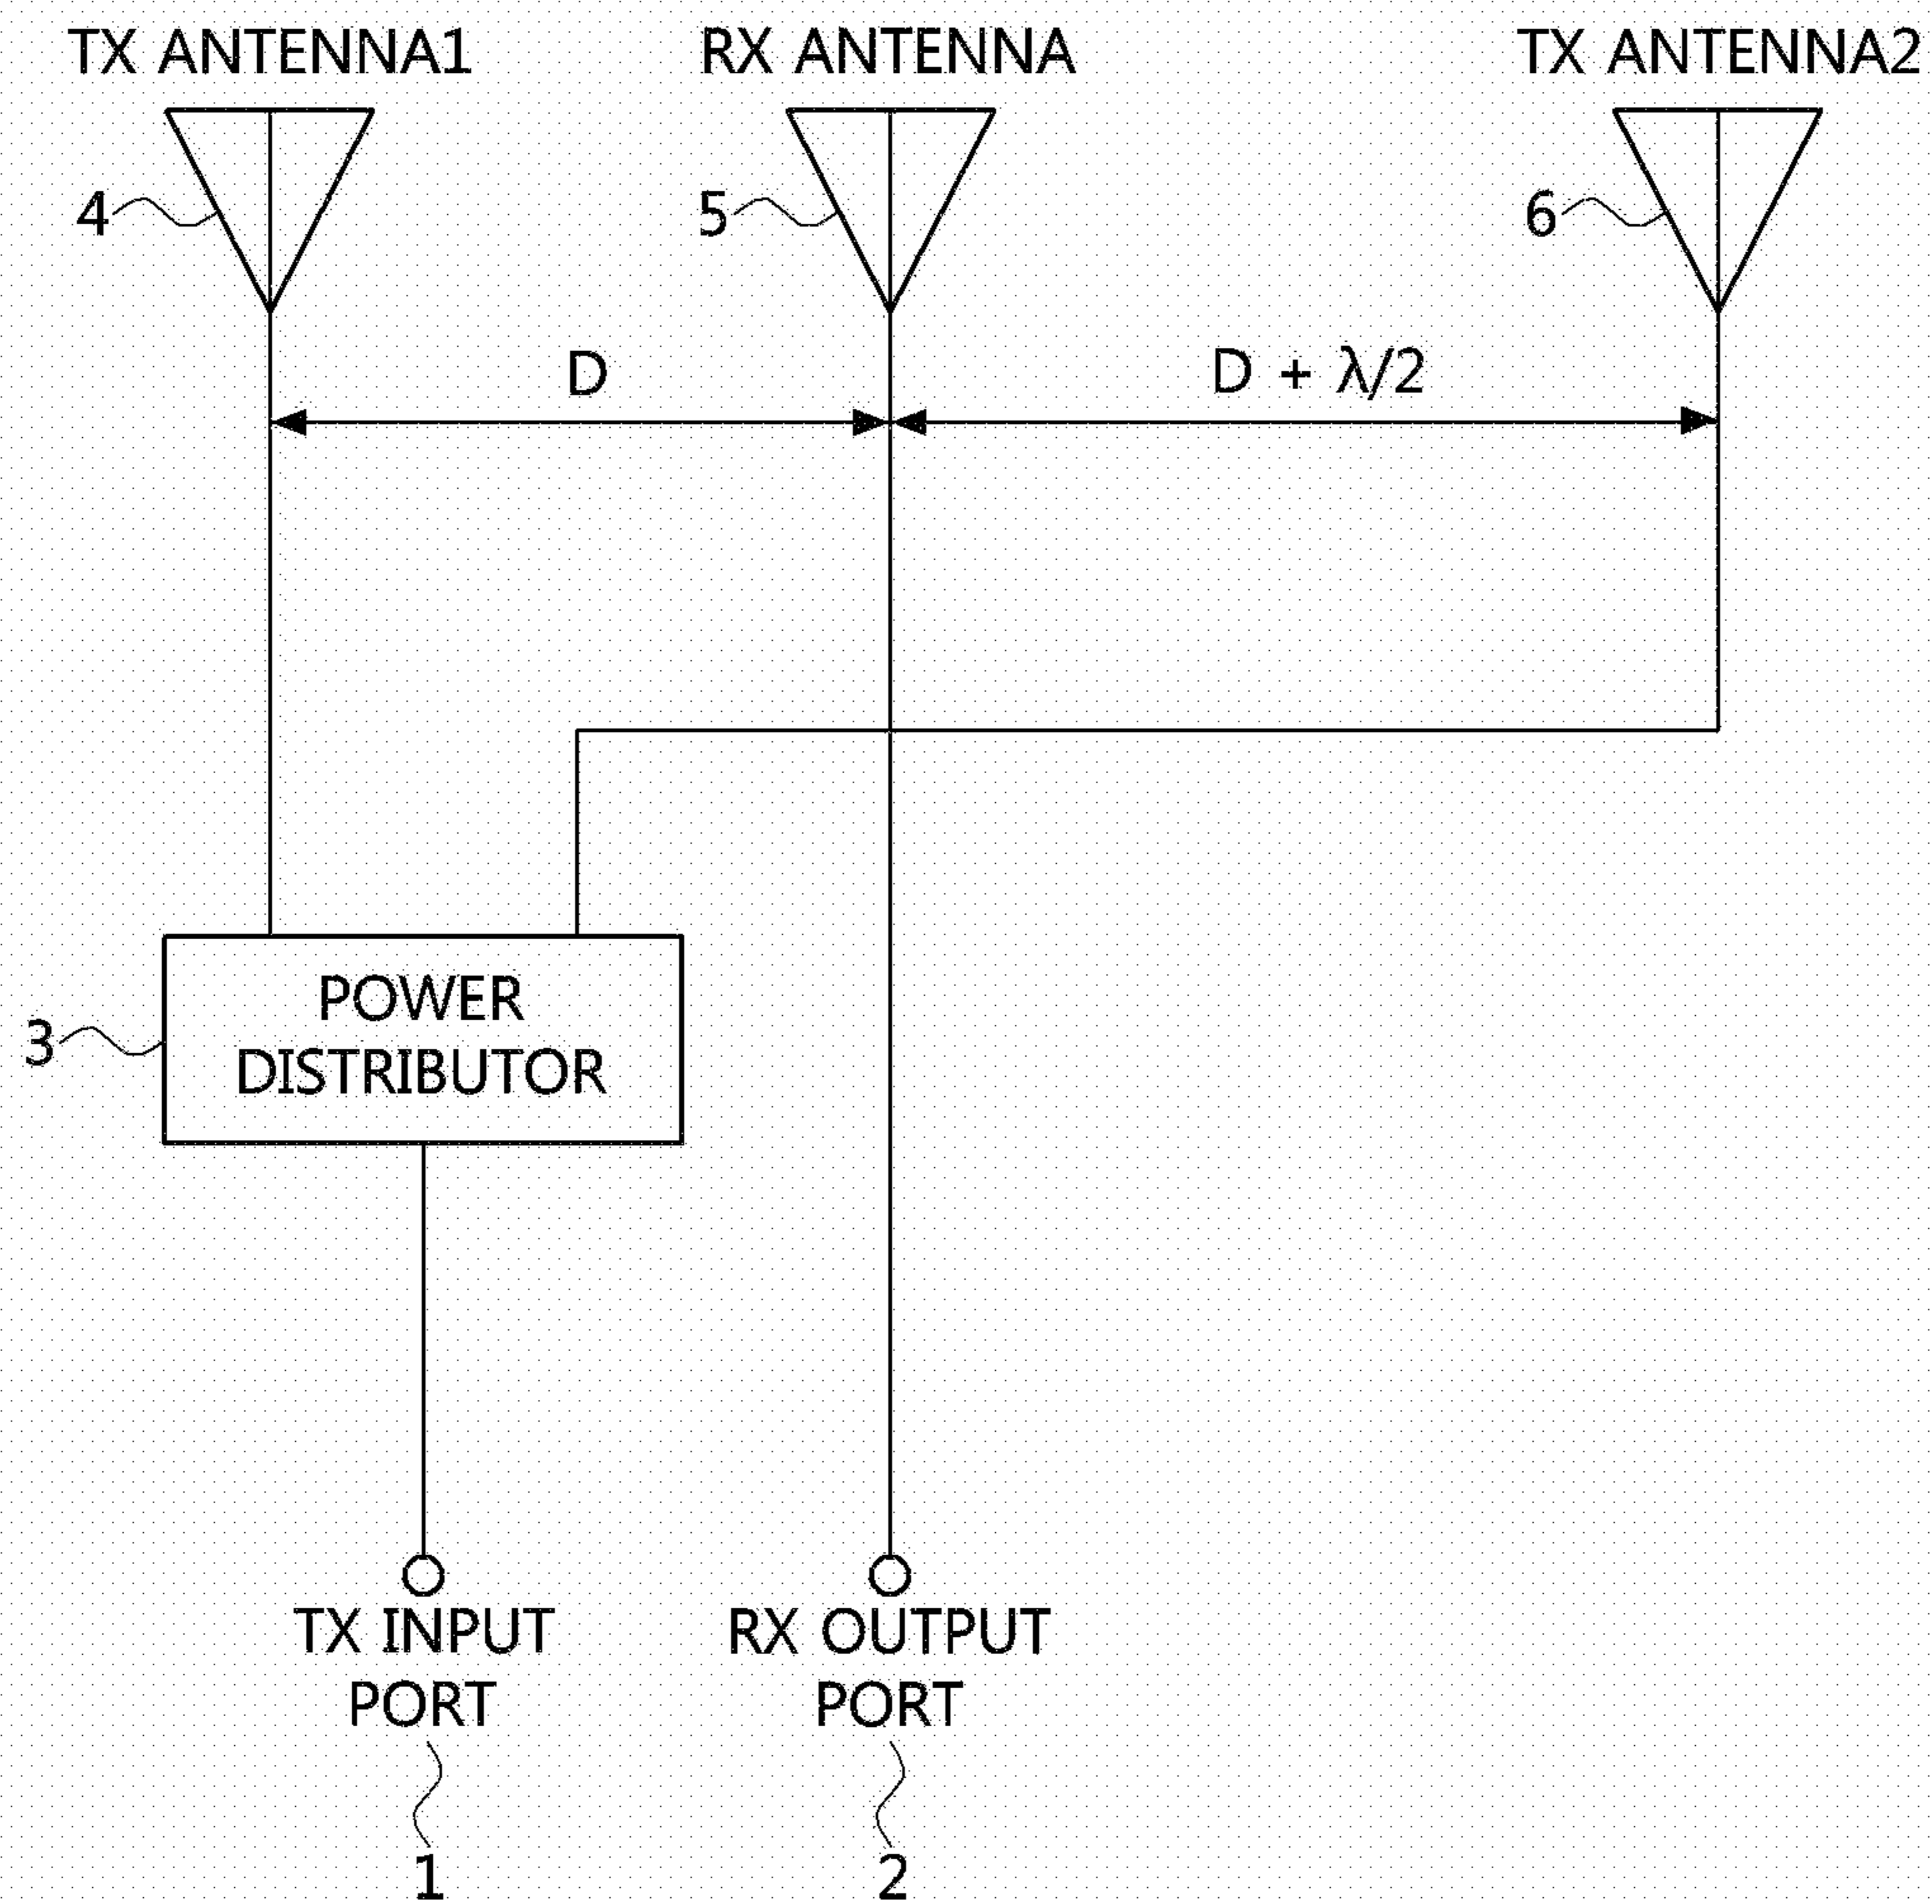 TX ANTENNA1 RX ANTENNA TX ANTENNA2
4 5 6
D D + λ/2
POWER
3 DISTRIBUTOR
TX INPUT RX OUTPUT
PORT PORT
1 2